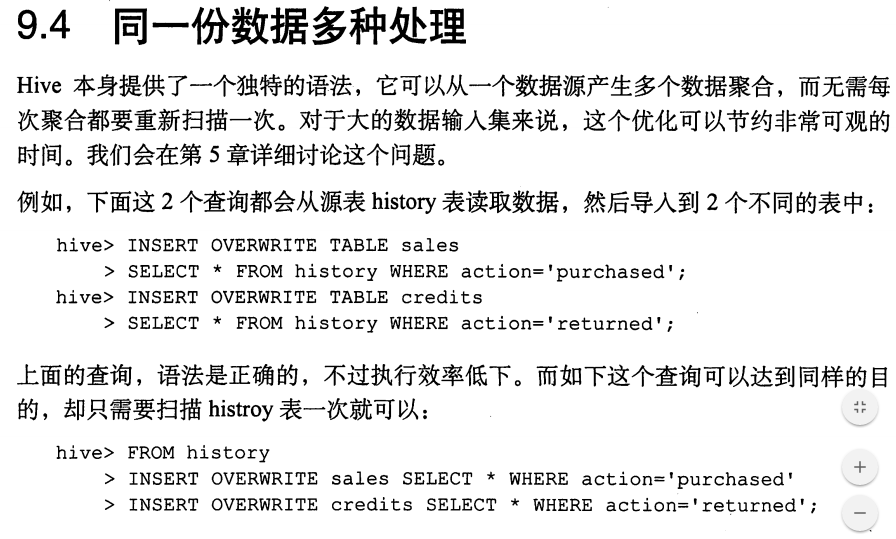 9.4 同一份数据多种处理
Hive 本身提供了一个独特的语法，它可以从一个数据源产生多个数据聚合，而无需每
次聚合都要重新扫描一次。对于大的数据输入集来说，这个优化可以节约非常可观的
时间。我们会在第 5 章详细讨论这个问题。
例如，下面这 2 个查询都会从源表 history 表读取数据，然后导入到 2 个不同的表中：
hive> INSERT OVERWRITE TABLE sales
> SELECT * FROM history WHERE action='purchased';
hive> INSERT OVERWRITE TABLE credits
> SELECT * FROM history WHERE action='returned';
上面的查询，语法是正确的，不过执行效率低下。而如下这个查询可以达到同样的目
的，却只需要扫描 histroy 表一次就可以：
hive> FROM history
> INSERT OVERWRITE sales SELECT * WHERE action='purchased'
> INSERT OVERWRITE credits SELECT * WHERE action='returned';